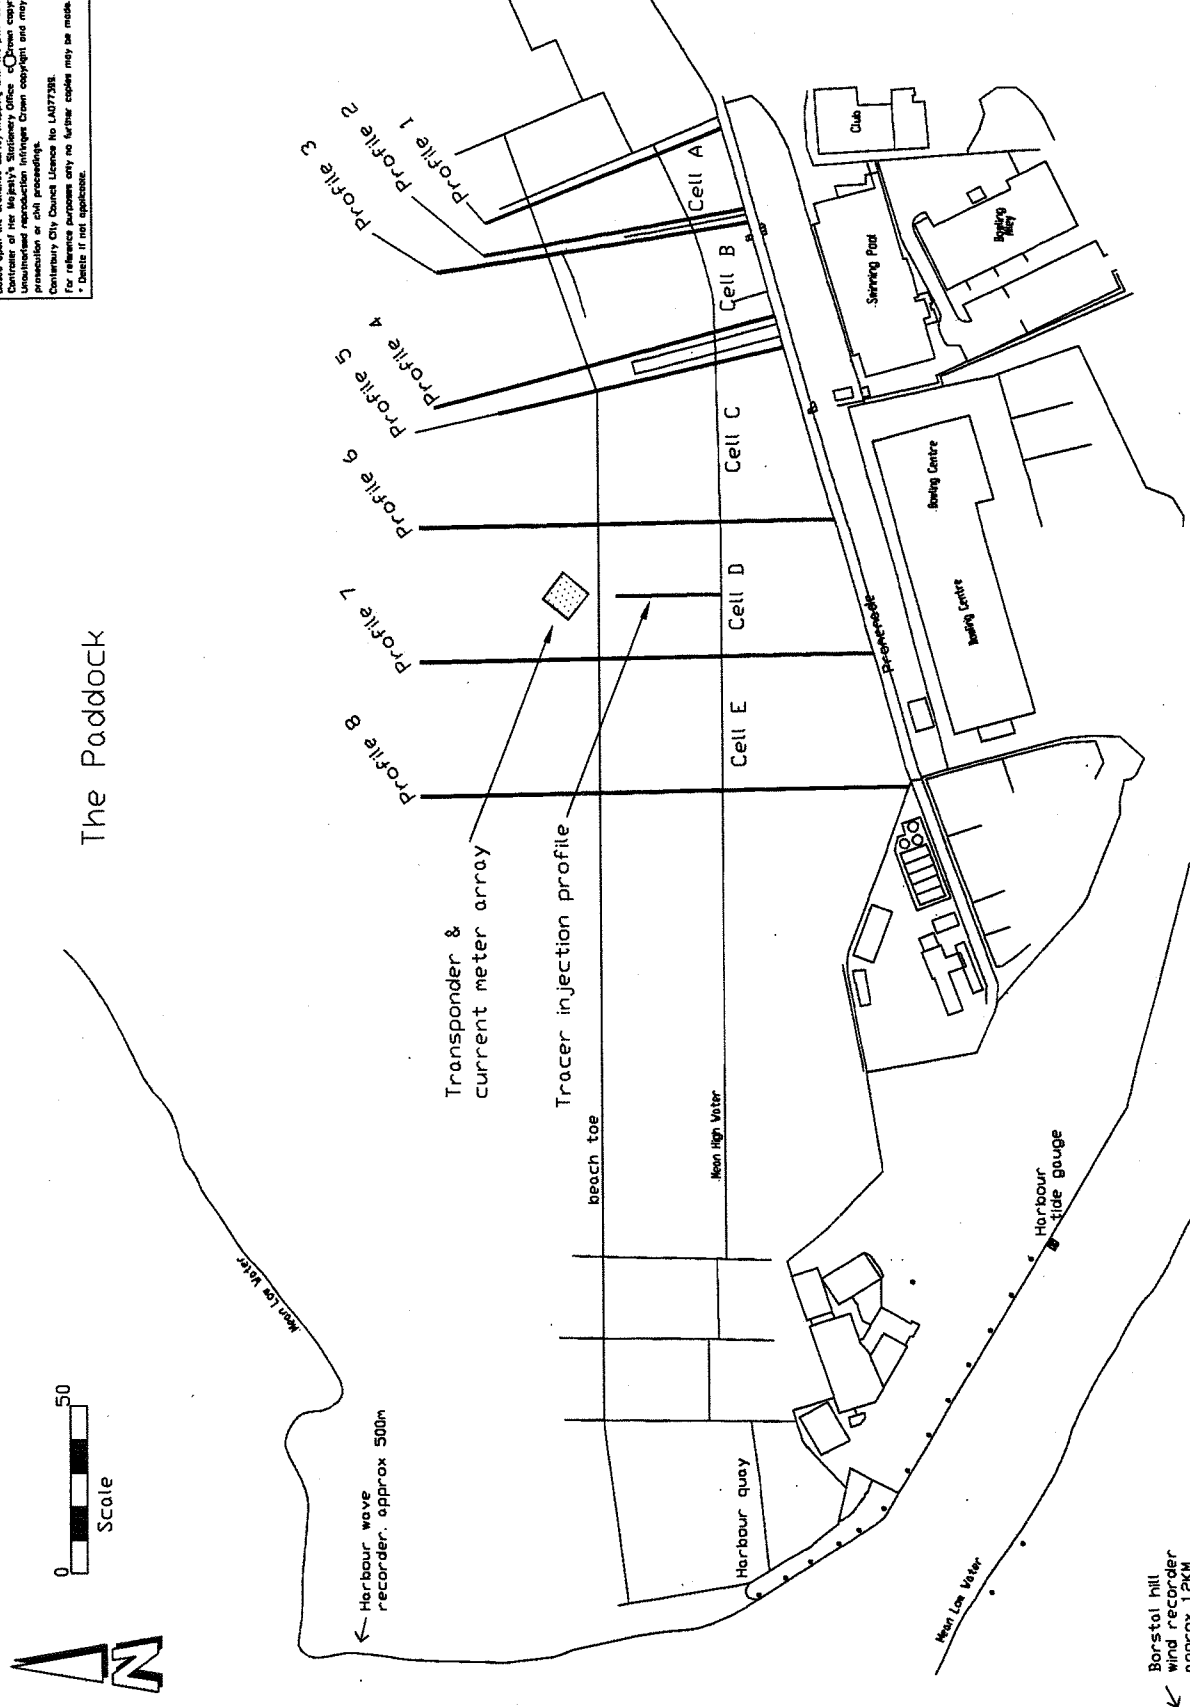 Controller of Her Majesty's Stationery Office
Unauthorised reproduction infringes Crown copyright and may
prosecution or civil proceedings.
Canterbury City Council Licence No LA077399.
For reference purposes only no further copies may be made.
* Delete if not applicable.
The Paddock
0
50
Scale
N
Mean Low Water
← Harbour wave
recorder. approx 500m
Profile 8
Profile 7
Profile 6
Profile 5
Profile 4
Profile 3
Profile 2
Profile 1
Transponder &
current meter array
Tracer injection profile
beach toe
Mean High Water
Cell E
Cell D
Cell C
Cell B
Cell A
Promenade
Harbour quay
Harbour
tide gauge
Bowling Centre
Bowling Centre
Swimming Pool
Bowling
Alley
Club
Mean Low Water
Borstal hill
wind recorder
approx 1.2KM